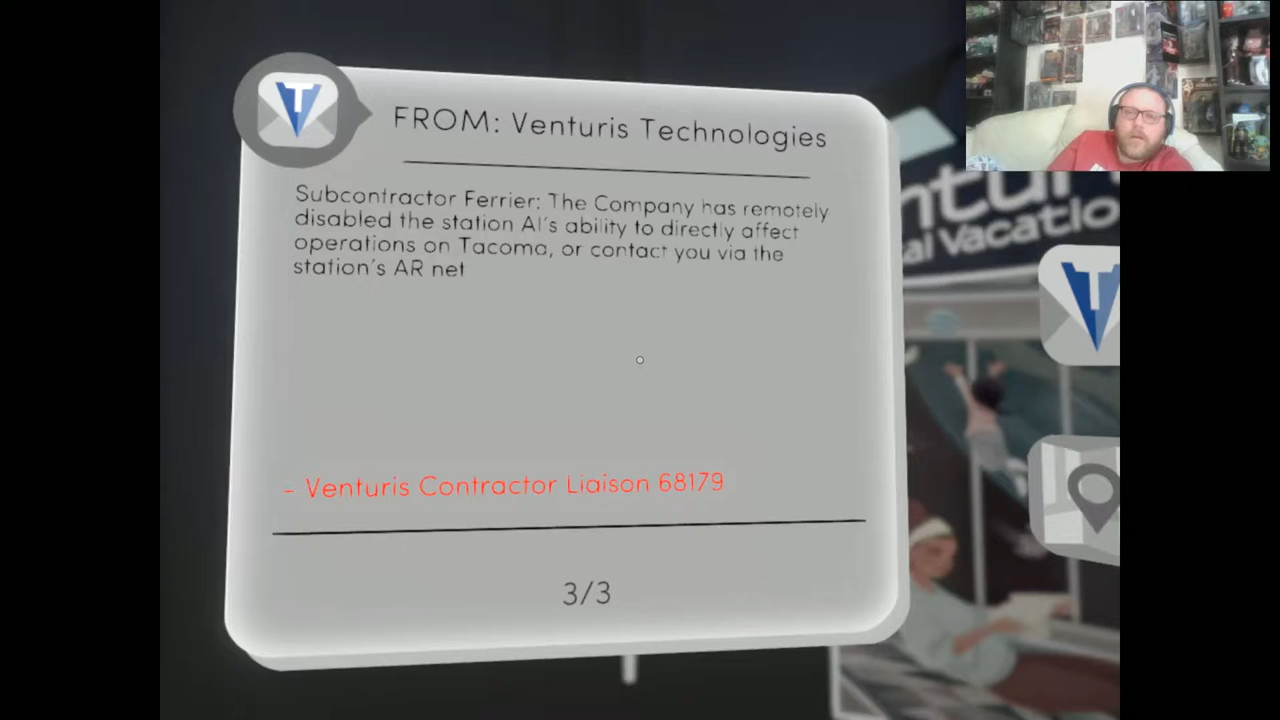 FROM: Venturis Technologies
Subcontractor Ferrier: The Company has remotely
disabled the station AI's ability to directly affect
operations on Tacoma, or contact you via the
station's AR net
- Venturis Contractor Liaison 68179
3/3